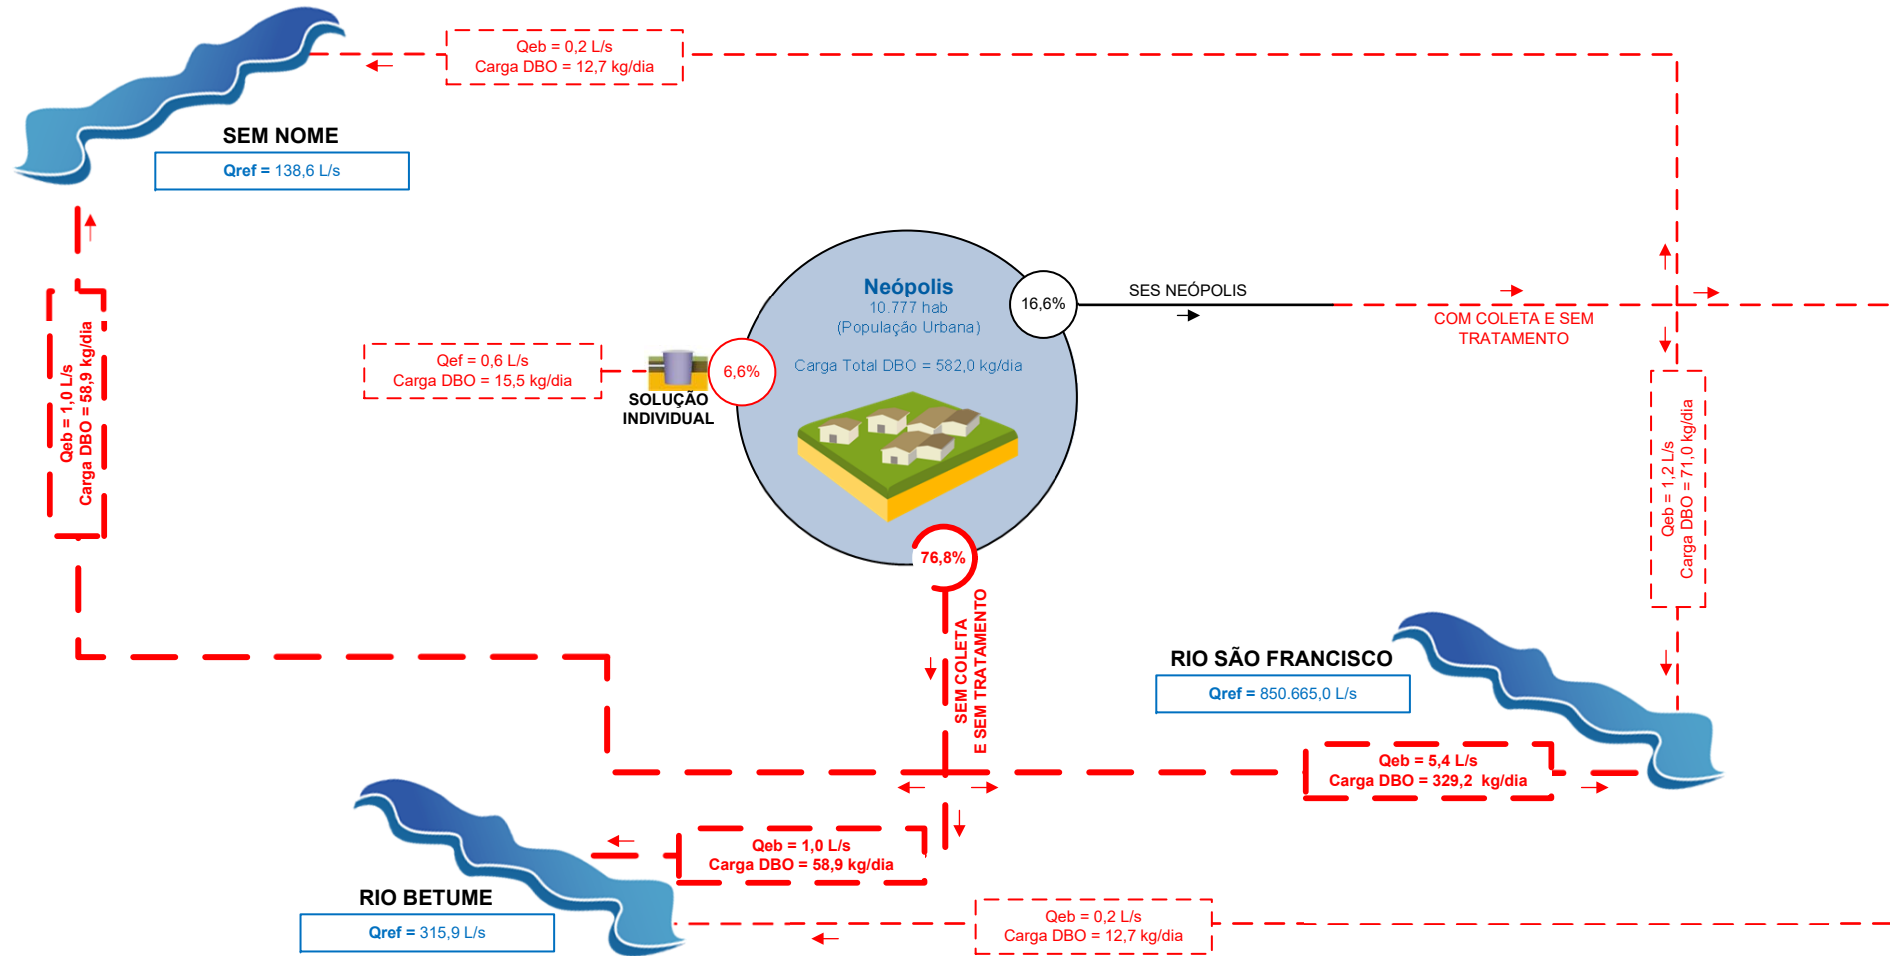 Qeb = 0,2 L/s
Carga DBO = 12,7 kg/dia
SEM NOME
Qref = 138,6 L/s
Neópolis
10.777 hab
(População Urbana)
Carga Total DBO = 582,0 kg/dia
16,6%
SES NEÓPOLIS
COM COLETA E SEM
TRATAMENTO
Qef = 0,6 L/s
Carga DBO = 15,5 kg/dia
6,6%
SOLUÇÃO
INDIVIDUAL
Qeb = 1,0 L/s
Carga DBO = 58,9 kg/dia
Qeb = 1,2 L/s
Carga DBO = 71,0 kg/dia
76,8%
SEM COLETA
E SEM TRATAMENTO
RIO SÃO FRANCISCO
Qref = 850.665,0 L/s
Qeb = 5,4 L/s
Carga DBO = 329,2 kg/dia
Qeb = 1,0 L/s
Carga DBO = 58,9 kg/dia
RIO BETUME
Qref = 315,9 L/s
Qeb = 0,2 L/s
Carga DBO = 12,7 kg/dia